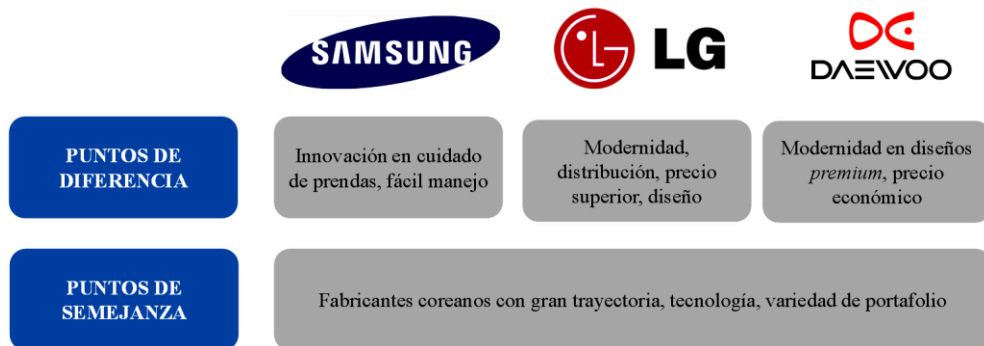 SAMSUNG
LG
DAEWOO
PUNTOS DE
DIFERENCIA
Innovación en cuidado
de prendas, fácil manejo
Modernidad,
distribución, precio
superior, diseño
Modernidad en diseños
premium, precio
económico
PUNTOS DE
SEMEJANZA
Fabricantes coreanos con gran trayectoria, tecnología, variedad de portafolio